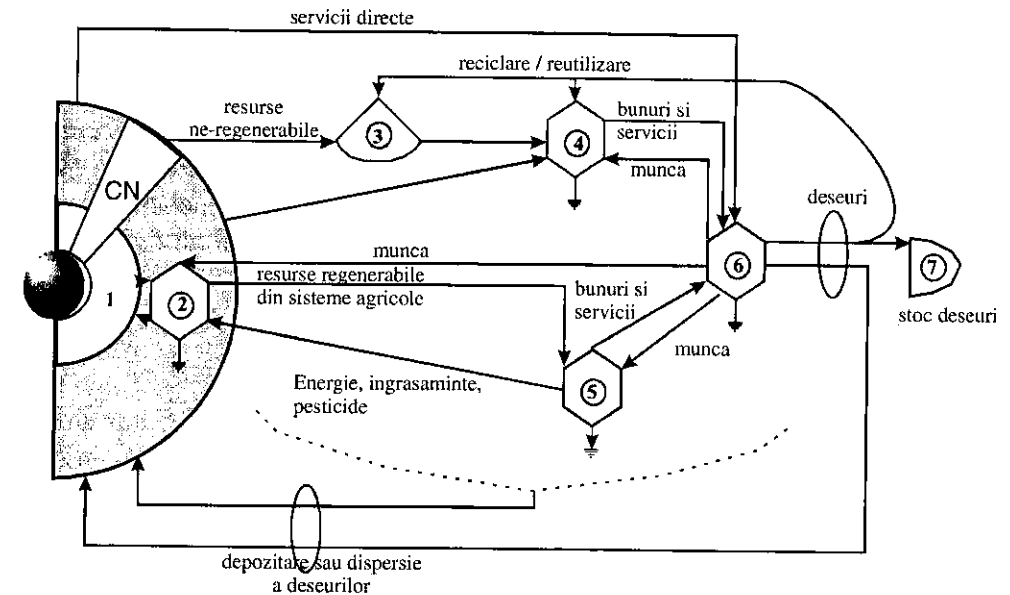 servicii directe
reciclare / reutilizare
resurse
ne-regenerabile
3
4
bunuri si
servicii
munca
CN
deseuri
munca
resurse regenerabile
din sisteme agricole
1
2
bunuri si
servicii
6
7
stoc deseuri
munca
Energie, ingrasaminte,
pesticide
5
depozitare sau dispersie
a deseurilor